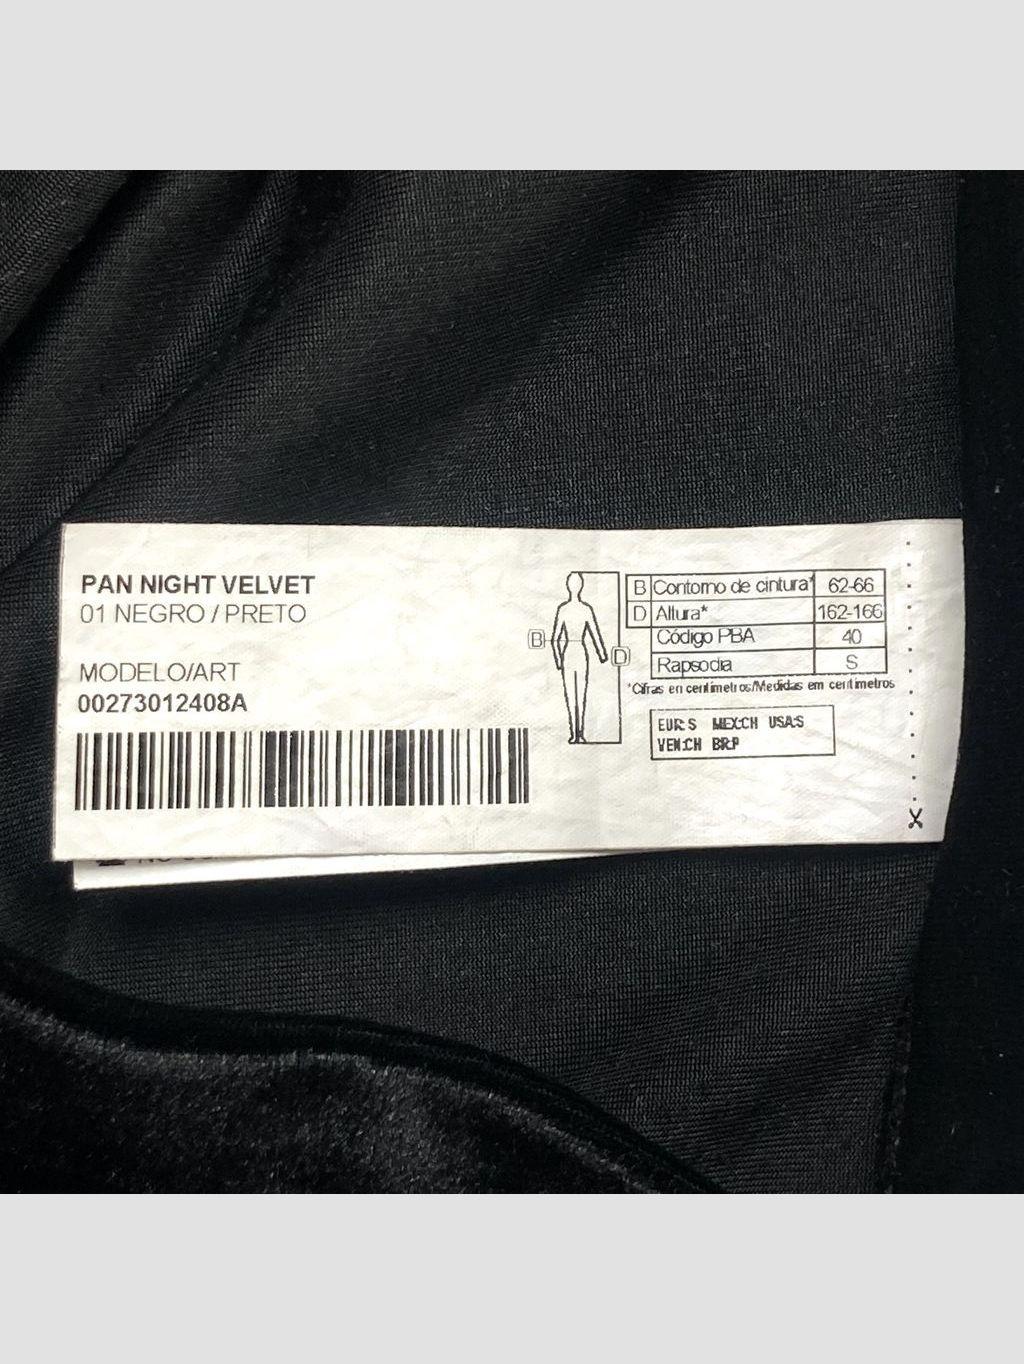 PAN NIGHT VELVET
01 NEGRO / PRETO
MODELO/ART
00273012408A
B
D
B Contorno de cintura* 62-66
D Altura* 162-166
Código PBA 40
Rapsodia S
*Cifras en centímetros/Medidas em centímetros
EUR:S MEX:CH USA:S
VEN:CH BR:P